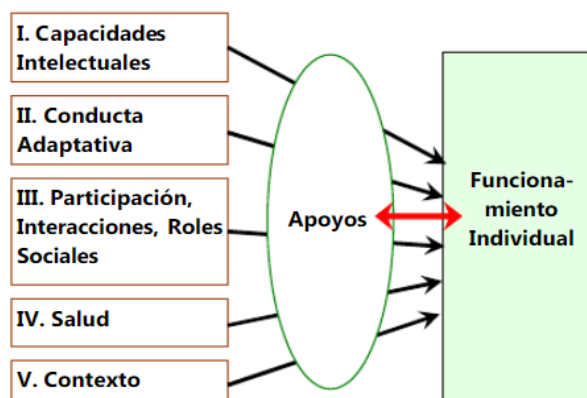 I. Capacidades
Intelectuales
II. Conducta
Adaptativa
III. Participación,
Interacciones, Roles
Sociales
IV. Salud
V. Contexto
Apoyos
Funciona-
miento
Individual